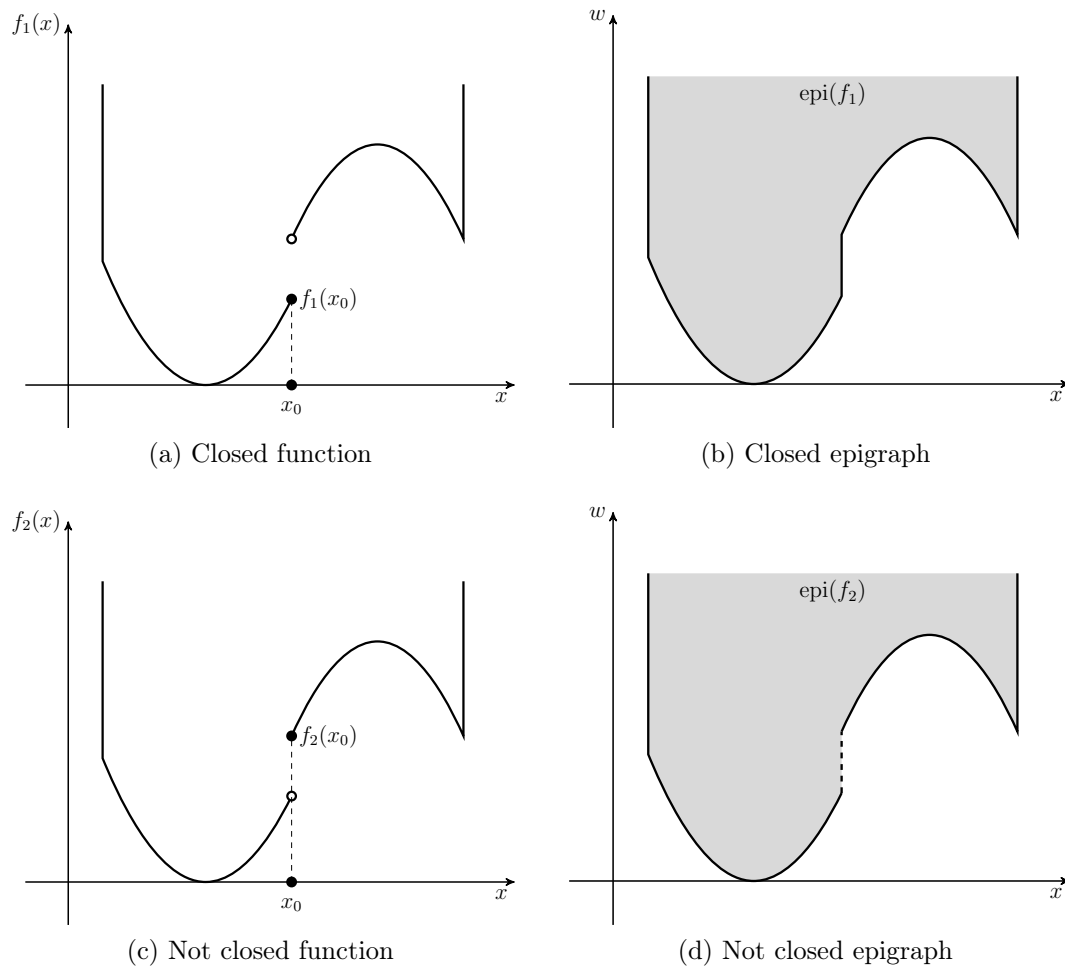 f₁(x)
f₁(x₀)
x₀
x
(a) Closed function
w
epi(f₁)
x
(b) Closed epigraph
f₂(x)
f₂(x₀)
x₀
x
(c) Not closed function
w
epi(f₂)
x
(d) Not closed epigraph